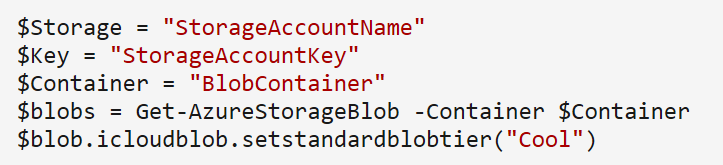 $Storage = "StorageAccountName"
$Key = "StorageAccountKey"
$Container = "BlobContainer"
$blobs = Get-AzureStorageBlob -Container $Container
$blob.icloudblob.setstandardblobtier("Cool")